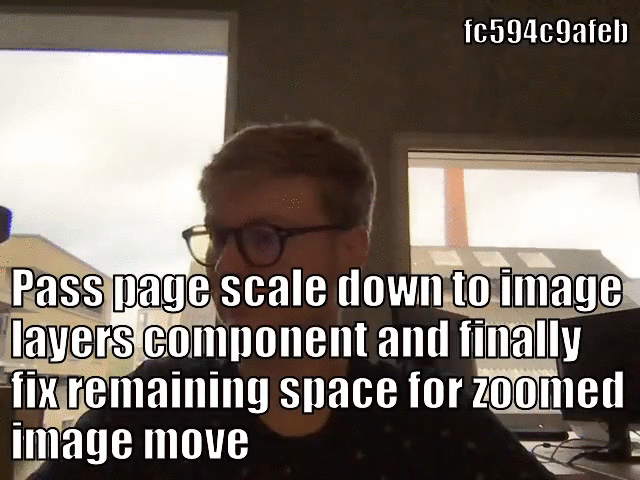 fc594c9afeb
Pass page scale down to image
layers component and finally
fix remaining space for zoomed
image move